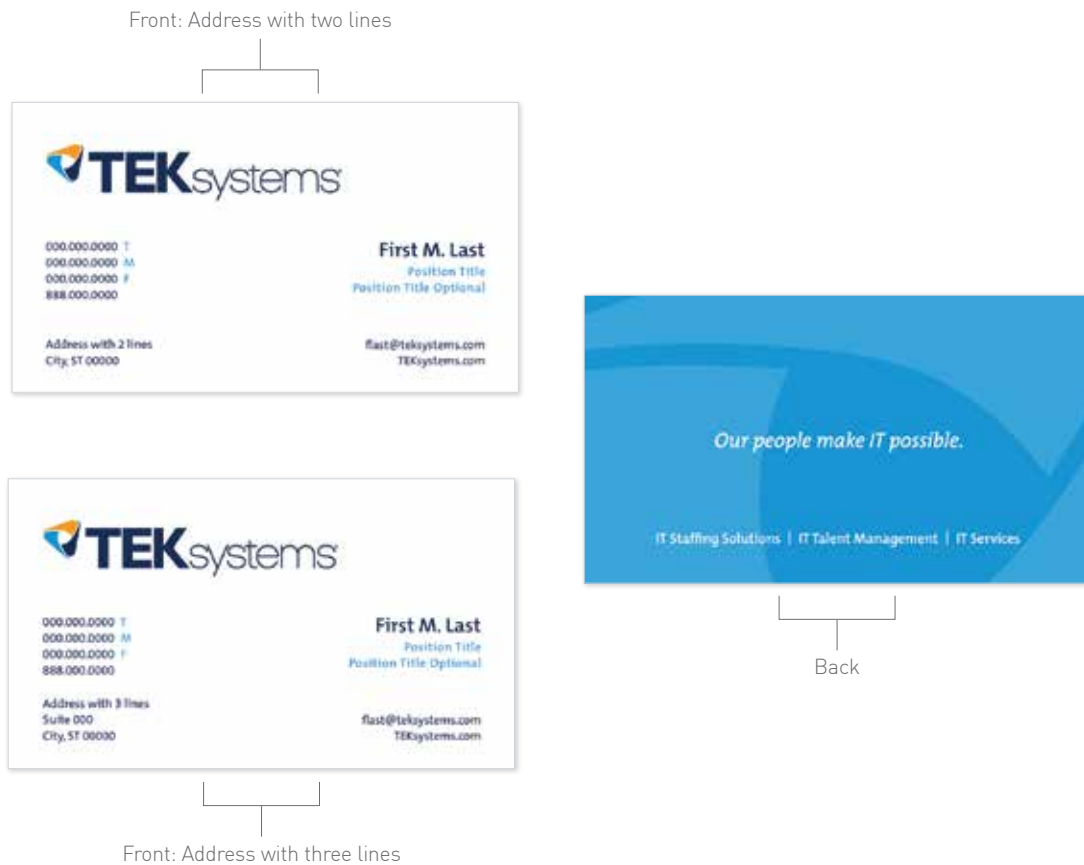 Front: Address with two lines
TEKsystems
000.000.0000 T
000.000.0000 M
000.000.0000 F
888.000.0000
First M. Last
Position Title
Position Title Optional
Address with 2 lines
City, ST 00000
flast@teksystems.com
TEKsystems.com
Our people make IT possible.
IT Staffing Solutions | IT Talent Management | IT Services
Back
TEKsystems
000.000.0000 T
000.000.0000 M
000.000.0000 F
888.000.0000
First M. Last
Position Title
Position Title Optional
Address with 3 lines
Suite 000
City, ST 00000
flast@teksystems.com
TEKsystems.com
Front: Address with three lines